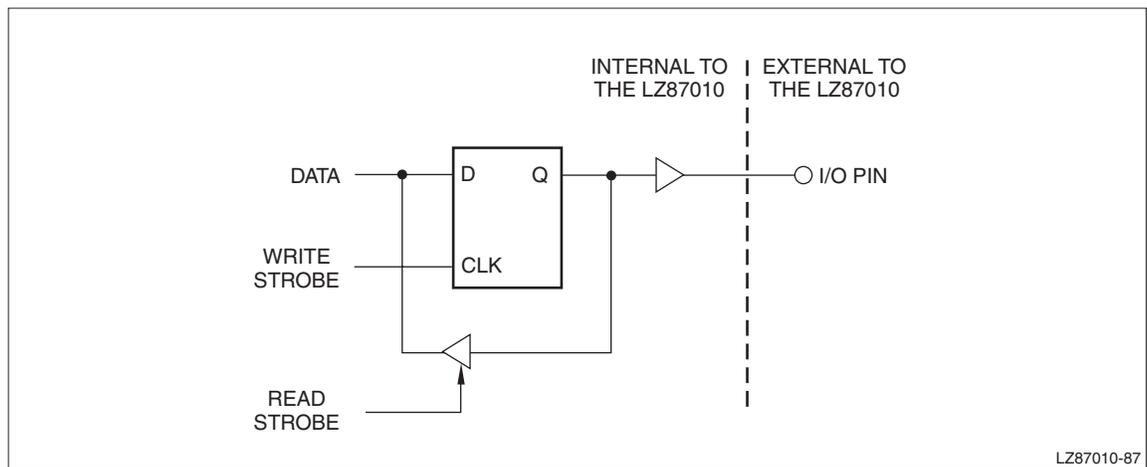 INTERNAL TO
THE LZ87010
EXTERNAL TO
THE LZ87010
DATA
D
Q
I/O PIN
WRITE
STROBE
CLK
READ
STROBE
LZ87010-87